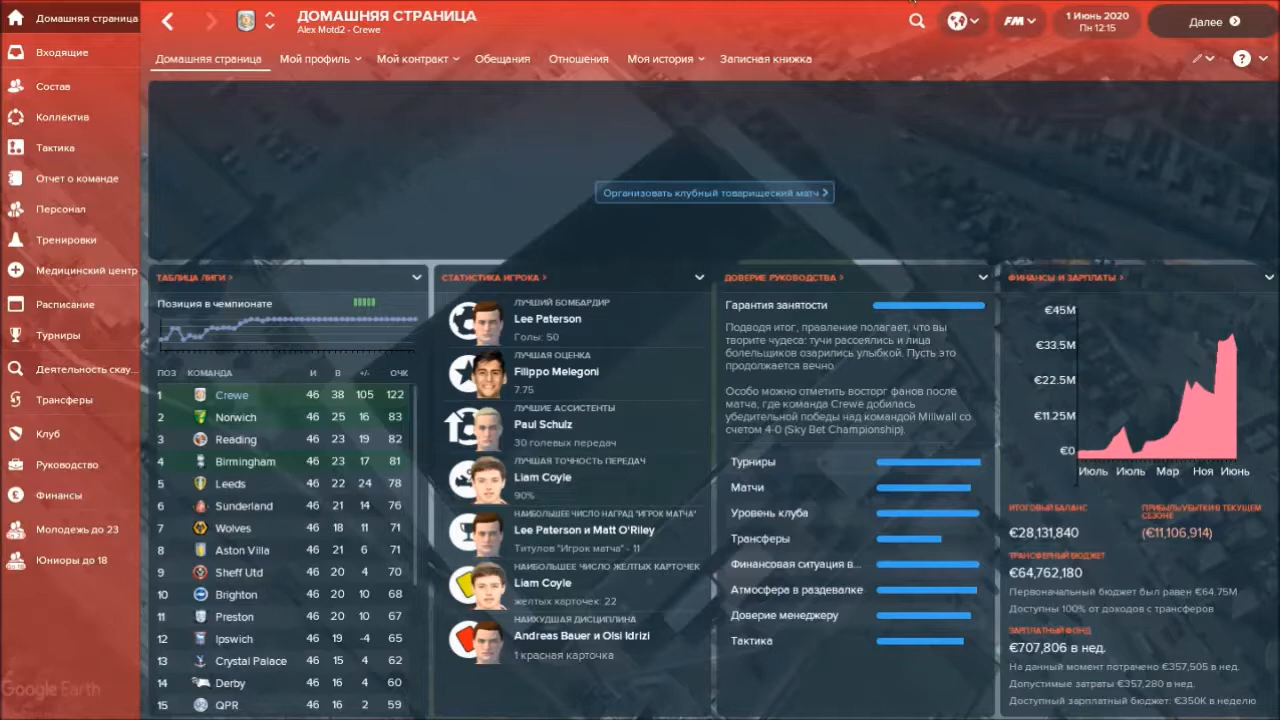 Домашняя страница
Входящие
Состав
Коллектив
Тактика
Отчет о команде
Персонал
Тренировки
Медицинский центр
Расписание
Турниры
Деятельность скау...
Трансферы
Клуб
Руководство
Финансы
Молодежь до 23
Юниоры до 18
Google Earth
ДОМАШНЯЯ СТРАНИЦА
Alex Motd2 - Crewe
FM
1 Июнь 2020
Пн 12:15
Далее
Домашняя страница Мой профиль Мой контракт Обещания Отношения Моя история Записная книжка
?
Организовать клубный товарищеский матч >
ТАБЛИЦА ЛИГИ >
Позиция в чемпионате
ПОЗ КОМАНДА И В +/- ОЧК
1 Crewe 46 38 105 122
2 Norwich 46 25 16 83
3 Reading 46 23 19 82
4 Birmingham 46 23 17 81
5 Leeds 46 22 24 78
6 Sunderland 46 21 14 76
7 Wolves 46 18 11 71
8 Aston Villa 46 21 6 71
9 Sheff Utd 46 20 4 70
10 Brighton 46 20 10 68
11 Preston 46 19 4 67
12 Ipswich 46 19 -4 65
13 Crystal Palace 46 15 4 62
14 Derby 46 16 4 60
15 QPR 46 16 2 59
СТАТИСТИКА ИГРОКА >
ЛУЧШИЙ БОМБАРДИР
Lee Paterson
Голы: 50
ЛУЧШАЯ ОЦЕНКА
Filippo Melegoni
7.75
ЛУЧШИЕ АССИСТЕНТЫ
Paul Schulz
30 голевых передач
ЛУЧШАЯ ТОЧНОСТЬ ПЕРЕДАЧ
Liam Coyle
90%
НАИБОЛЬШЕЕ ЧИСЛО НАГРАД "ИГРОК МАТЧА"
Lee Paterson и Matt O'Riley
Титулов "Игрок матча" - 11
НАИБОЛЬШЕЕ ЧИСЛО ЖЁЛТЫХ КАРТОЧЕК
Liam Coyle
желтых карточек: 22
НАИХУДШАЯ ДИСЦИПЛИНА
Andreas Bauer и Olsi Idrizi
1 красная карточка
ДОВЕРИЕ РУКОВОДСТВА >
Гарантия занятости
Подводя итог, правление полагает, что вы
творите чудеса: тучи рассеялись и лица
болельщиков озарились улыбкой. Пусть это
продолжается вечно.
Особо можно отметить восторг фанов после
матча, где команда Crewe добилась
убедительной победы над командой Millwall со
счетом 4-0 (Sky Bet Championship).
Турниры
Матчи
Уровень клуба
Трансферы
Финансовая ситуация в...
Атмосфера в раздевалке
Доверие менеджеру
Тактика
ФИНАНСЫ И ЗАРПЛАТЫ >
€45M
€33.5M
€22.5M
€11.25M
€0
Июль Июль Мар Ноя Июнь
ИТОГОВЫЙ БАЛАНС
€28,131,840
ПРИБЫЛЬ/УБЫТКИ В ТЕКУЩЕМ
СЕЗОНЕ
(€11,106,914)
ТРАНСФЕРНЫЙ БЮДЖЕТ
€64,762,180
Первоначальный бюджет был равен €64.75M
Доступны 100% от доходов с трансферов
ЗАРПЛАТНЫЙ ФОНД
€707,806 в нед.
На данный момент потрачено €357,505 в нед.
Допустимые затраты €357,280 в нед.
Доступный зарплатный бюджет: €350K в неделю